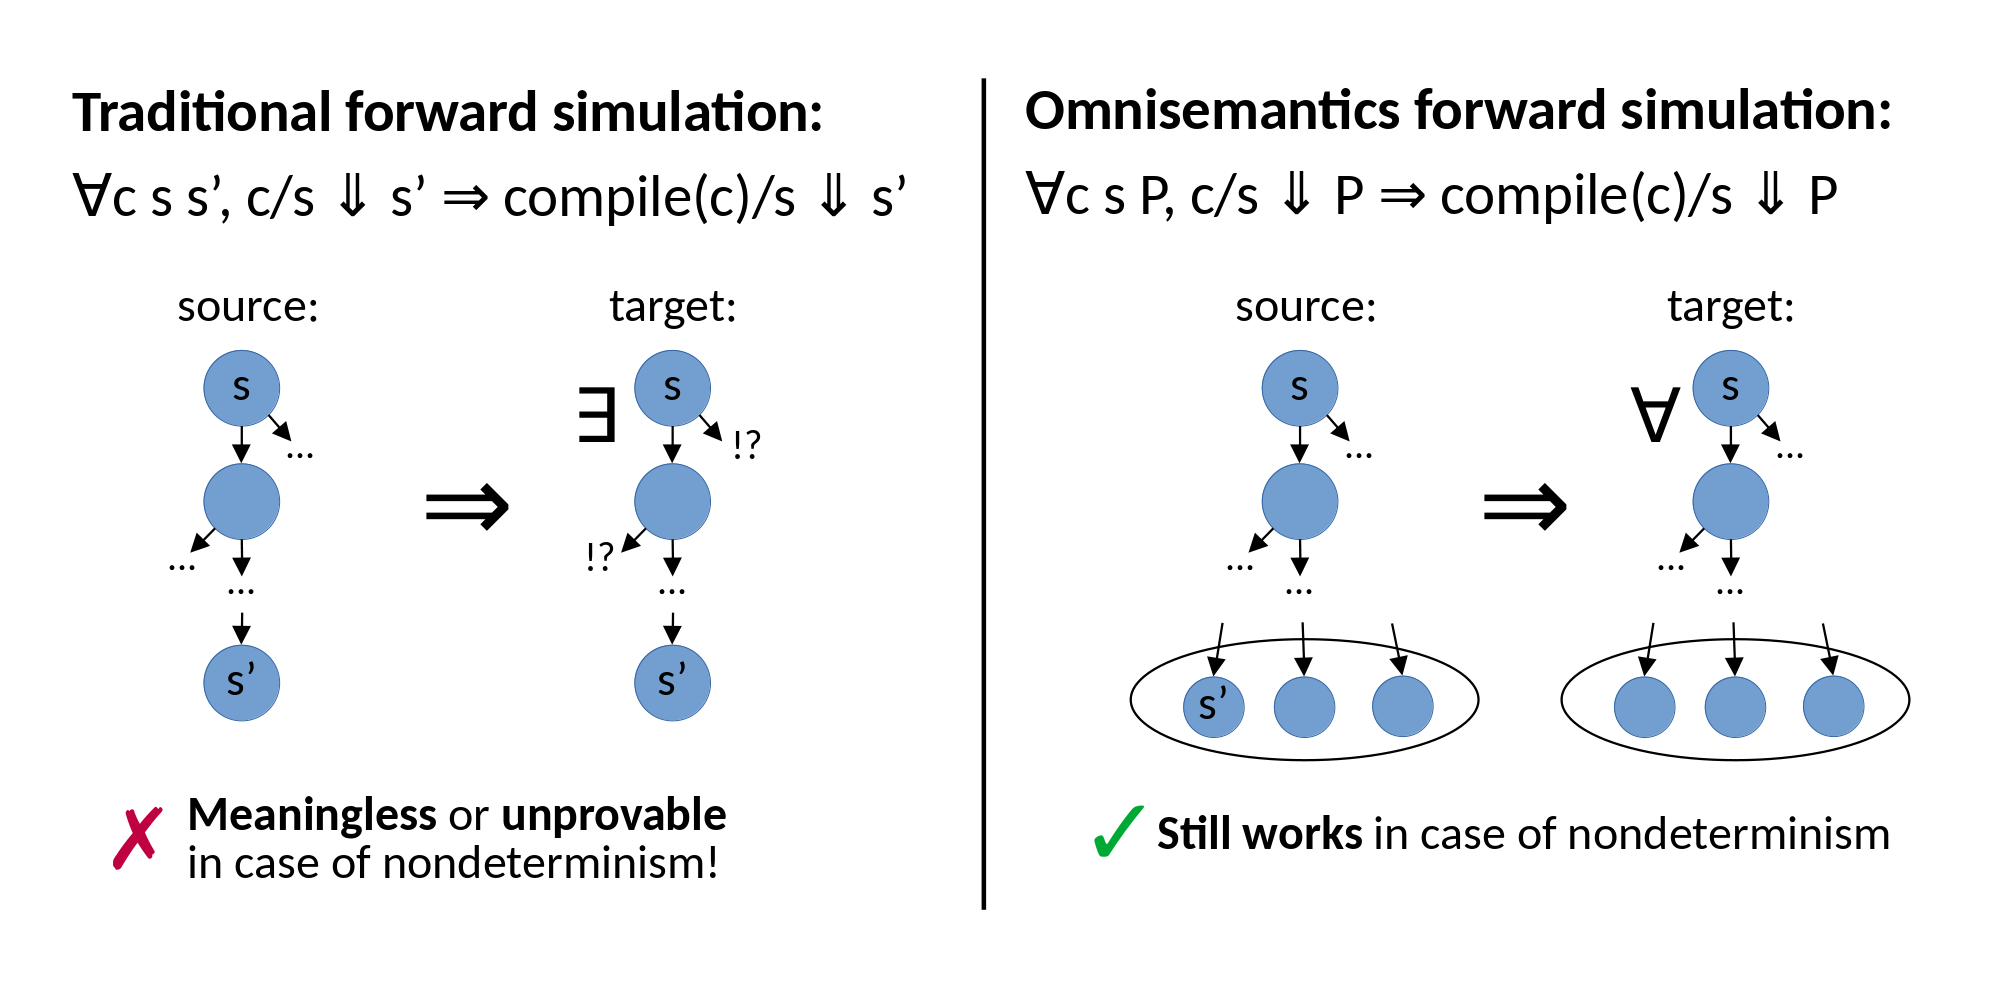 Traditional forward simulation:
∀c s s’, c/s ⇓ s’ ⇒ compile(c)/s ⇓ s’
source:
target:
s
∃
s
...
!?
⇒
...
!?
...
...
s’
s’
✗ Meaningless or unprovable
in case of nondeterminism!
Omnisemantics forward simulation:
∀c s P, c/s ⇓ P ⇒ compile(c)/s ⇓ P
source:
target:
s
∀
s
...
...
⇒
...
...
...
...
s’
✓ Still works in case of nondeterminism